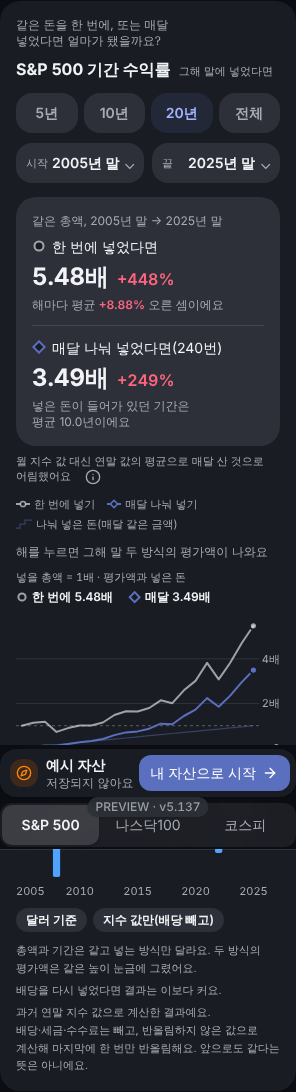 같은 돈을 한 번에, 또는 매달
넣었다면 얼마가 됐을까요?
S&P 500 기간 수익률 그해 말에 넣었다면
5년 10년 20년 전체
시작 2005년 말 끝 2025년 말
같은 총액, 2005년 말 → 2025년 말
한 번에 넣었다면
5.48배 +448%
해마다 평균 +8.88% 오른 셈이에요
매달 나눠 넣었다면(240번)
3.49배 +249%
넣은 돈이 들어가 있던 기간은
평균 10.0년이에요
월 지수 값 대신 연말 값의 평균으로 매달 산 것으로
어림했어요
한 번에 넣기 매달 나눠 넣기
나눠 넣은 돈(매달 같은 금액)
해를 누르면 그해 말 두 방식의 평가액이 나와요
넣을 총액 = 1배 · 평가액과 넣은 돈
한 번에 5.48배 매달 3.49배
4배
2배
예시 자산
저장되지 않아요
내 자산으로 시작 →
PREVIEW · v5.137
S&P 500 나스닥100 코스피
2005 2010 2015 2020 2025
달러 기준 지수 값만(배당 빼고)
총액과 기간은 같고 넣는 방식만 달라요. 두 방식의
평가액은 같은 높이 눈금에 그렸어요.
배당을 다시 넣었다면 결과는 이보다 커요.
과거 연말 지수 값으로 계산한 결과예요.
배당·세금·수수료는 빼고, 반올림하지 않은 값으로
계산해 마지막에 한 번만 반올림해요. 앞으로도 같다는
뜻은 아니에요.